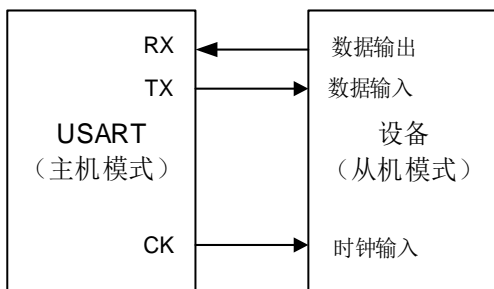 RX
数据输出
TX
数据输入
USART
（主机模式）
设备
（从机模式）
CK
时钟输入